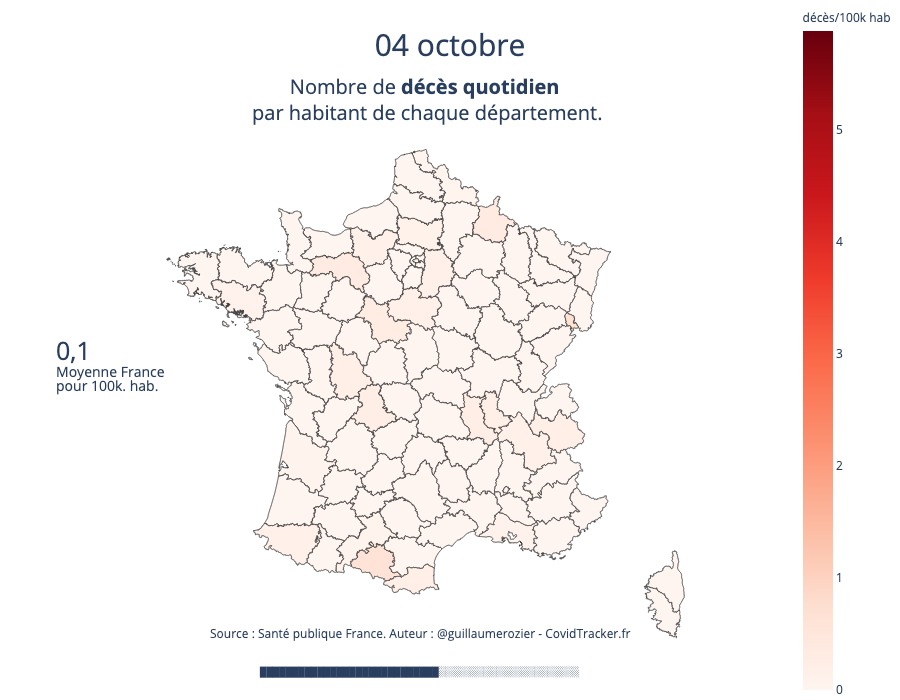 décès/100k hab
04 octobre
Nombre de décès quotidien
par habitant de chaque département.
5
4
3
2
1
0
0,1
Moyenne France
pour 100k. hab.
Source : Santé publique France. Auteur : @guillaumerozier - CovidTracker.fr